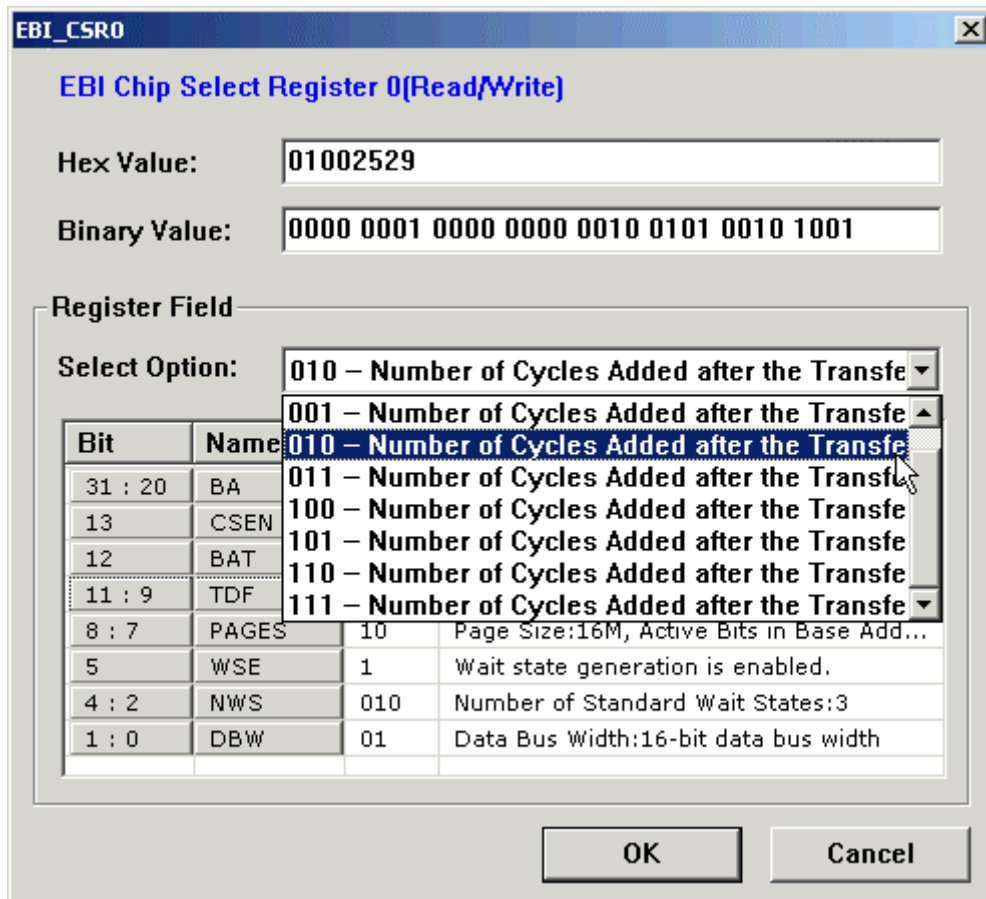 EBI_CSR0
EBI Chip Select Register 0(Read/Write)
Hex Value: 01002529
Binary Value: 0000 0001 0000 0000 0010 0101 0010 1001
Register Field
Select Option: 010 – Number of Cycles Added after the Transfe
001 – Number of Cycles Added after the Transfe
Bit Name 010 – Number of Cycles Added after the Transfe
31 : 20 BA 011 – Number of Cycles Added after the Transfe
13 CSEN 100 – Number of Cycles Added after the Transfe
12 BAT 101 – Number of Cycles Added after the Transfe
11 : 9 TDF 110 – Number of Cycles Added after the Transfe
111 – Number of Cycles Added after the Transfe
8 : 7 PAGES 10 Page Size:16M, Active Bits in Base Add...
5 WSE 1 Wait state generation is enabled.
4 : 2 NWS 010 Number of Standard Wait States:3
1 : 0 DBW 01 Data Bus Width:16-bit data bus width
OK Cancel